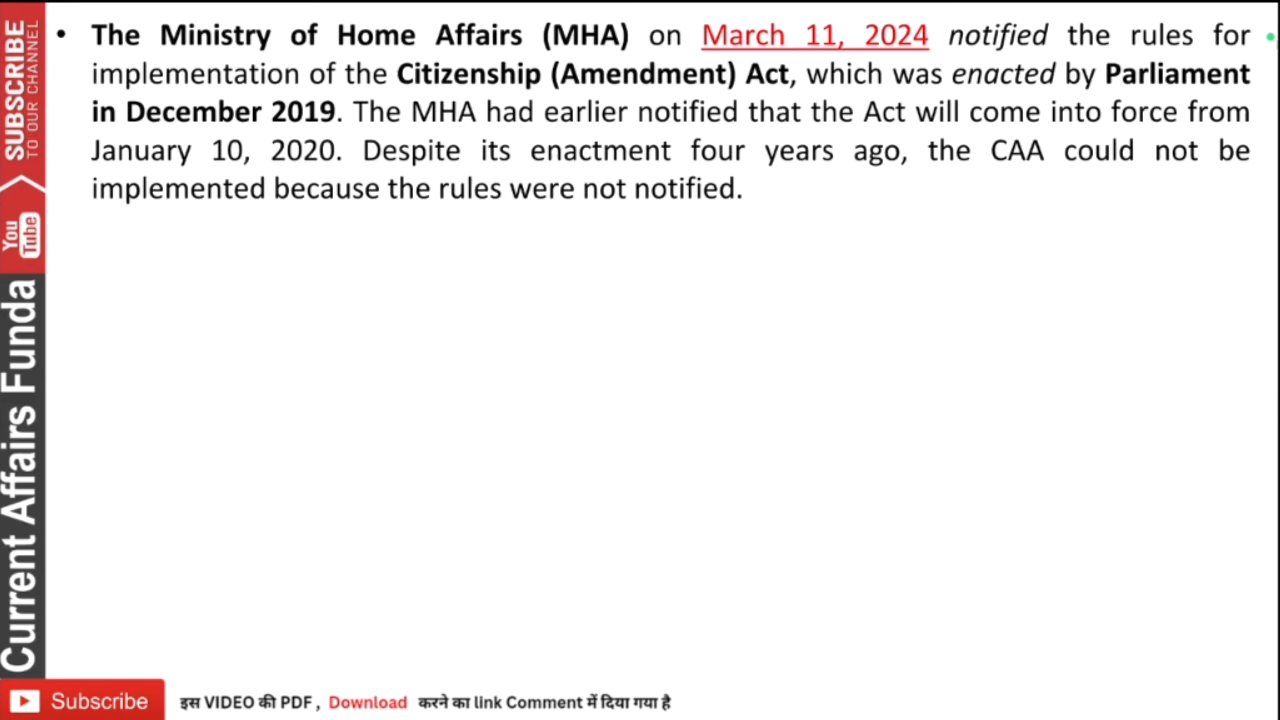 • The Ministry of Home Affairs (MHA) on March 11, 2024 notified the rules for
implementation of the Citizenship (Amendment) Act, which was enacted by Parliament
in December 2019. The MHA had earlier notified that the Act will come into force from
January 10, 2020. Despite its enactment four years ago, the CAA could not be
implemented because the rules were not notified.
SUBSCRIBE
TO OUR CHANNEL
You
Tube
Current Affairs Funda
Subscribe
इस VIDEO की PDF , Download करने का link Comment में दिया गया है